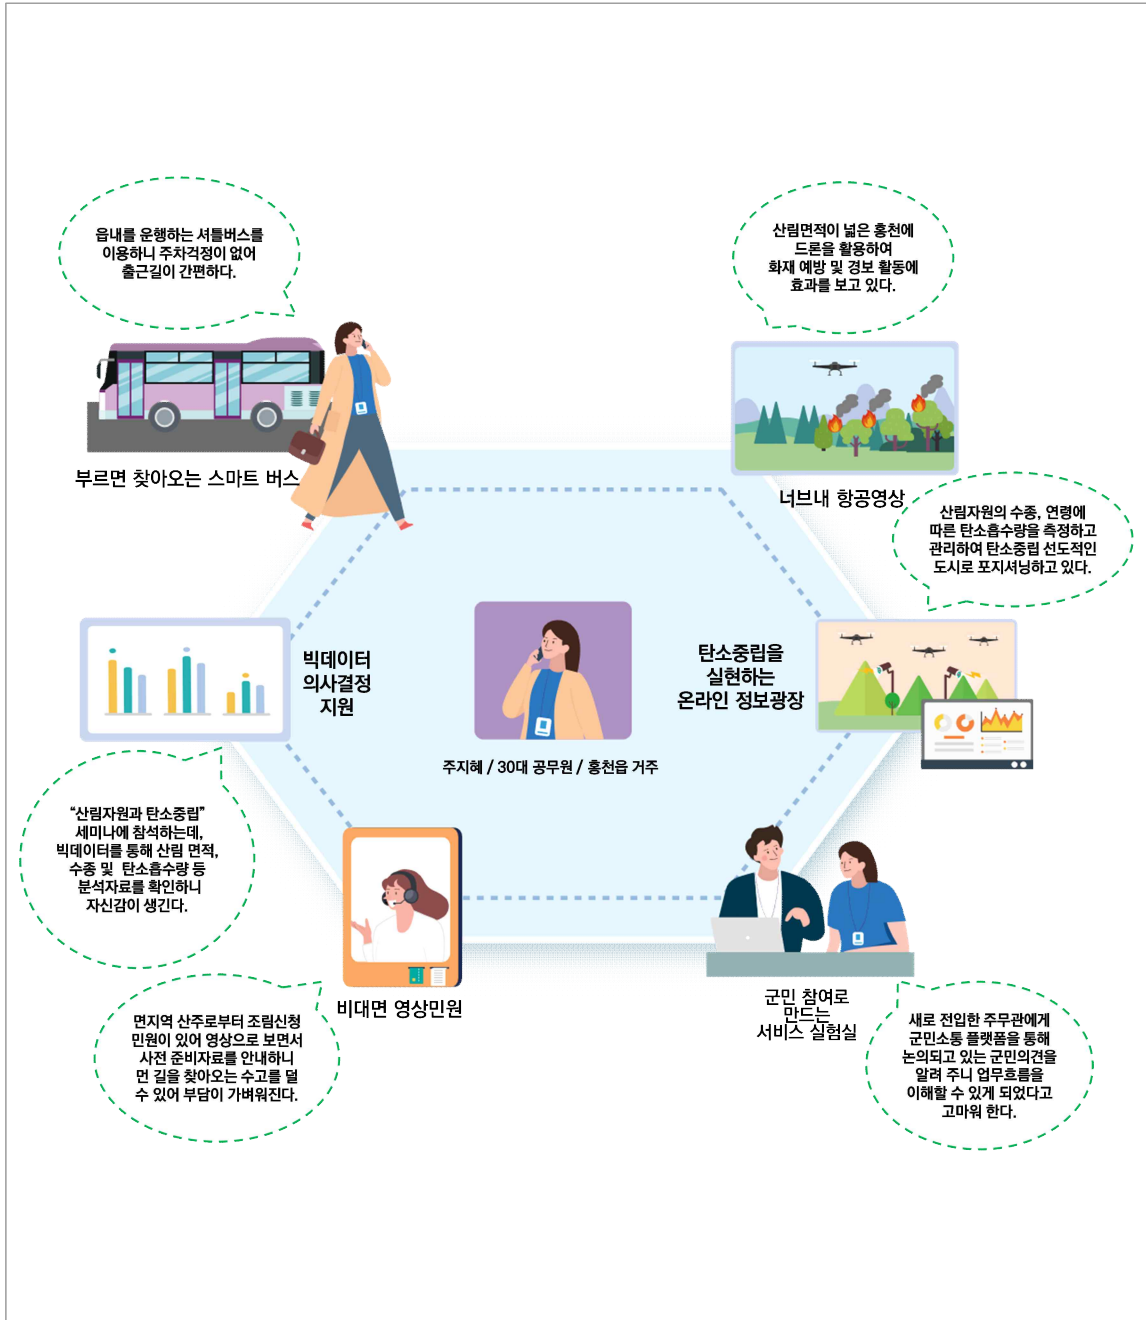 읍내를 운행하는 셔틀버스를
이용하니 주차걱정이 없어
출근길이 간편하다.
산림면적이 넓은 홍천에
드론을 활용하여
화재 예방 및 경보 활동에
효과를 보고 있다.
부르면 찾아오는 스마트 버스
너브내 항공영상
산림자원의 수종, 연령에
따른 탄소흡수량을 측정하고
관리하여 탄소중립 선도적인
도시로 포지셔닝하고 있다.
빅데이터
의사결정
지원
탄소중립을
실현하는
온라인 정보광장
주지혜 / 30대 공무원 / 홍천읍 거주
“산림자원과 탄소중립”
세미나에 참석하는데,
빅데이터를 통해 산림 면적,
수종 및 탄소흡수량 등
분석자료를 확인하니
자신감이 생긴다.
비대면 영상민원
군민 참여로
만드는
서비스 실험실
면지역 산주로부터 조림신청
민원이 있어 영상으로 보면서
사전 준비자료를 안내하니
먼 길을 찾아오는 수고를 덜
수 있어 부담이 가벼워진다.
새로 전입한 주무관에게
군민소통 플랫폼을 통해
논의되고 있는 군민의견을
알려 주니 업무흐름을
이해할 수 있게 되었다고
고마워 한다.